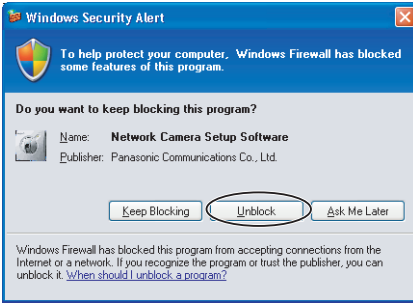 Windows Security Alert
To help protect your computer, Windows Firewall has blocked
some features of this program.
Do you want to keep blocking this program?
Name: Network Camera Setup Software
Publisher: Panasonic Communications Co., Ltd.
Keep Blocking Unblock Ask Me Later
Windows Firewall has blocked this program from accepting connections from the
Internet or a network. If you recognize the program or trust the publisher, you can
unblock it. When should I unblock a program?